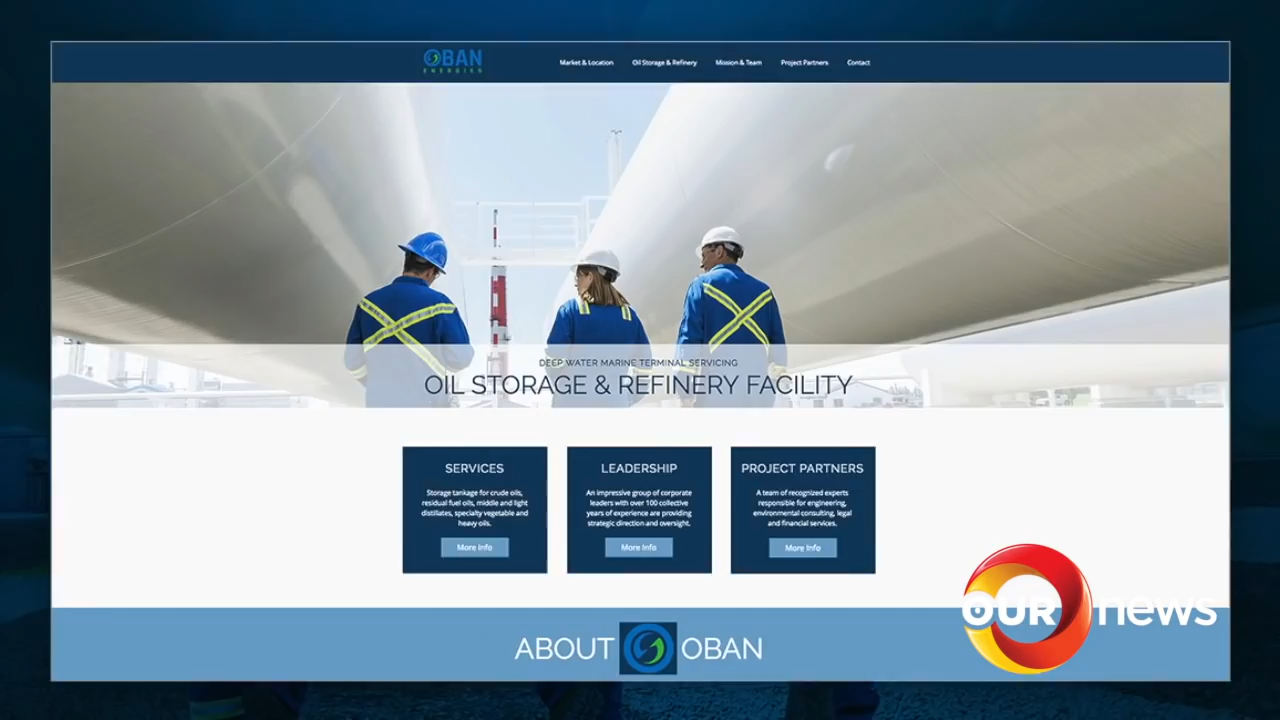 OBAN
ENERGIES
Market & Location
Oil Storage & Refinery
Mission & Team
Project Partners
Contact
DEEP WATER MARINE TERMINAL SERVICING
OIL STORAGE & REFINERY FACILITY
SERVICES
Storage tankage for crude oils,
residual fuel oils, middle and light
distillates, specialty vegetable and
heavy oils.
More Info
LEADERSHIP
An impressive group of corporate
leaders with over 100 collective
years of experience are providing
strategic direction and oversight.
More Info
PROJECT PARTNERS
A team of recognized experts
responsible for engineering,
environmental consulting, legal
and financial services.
More Info
ABOUT OBAN
OUR news